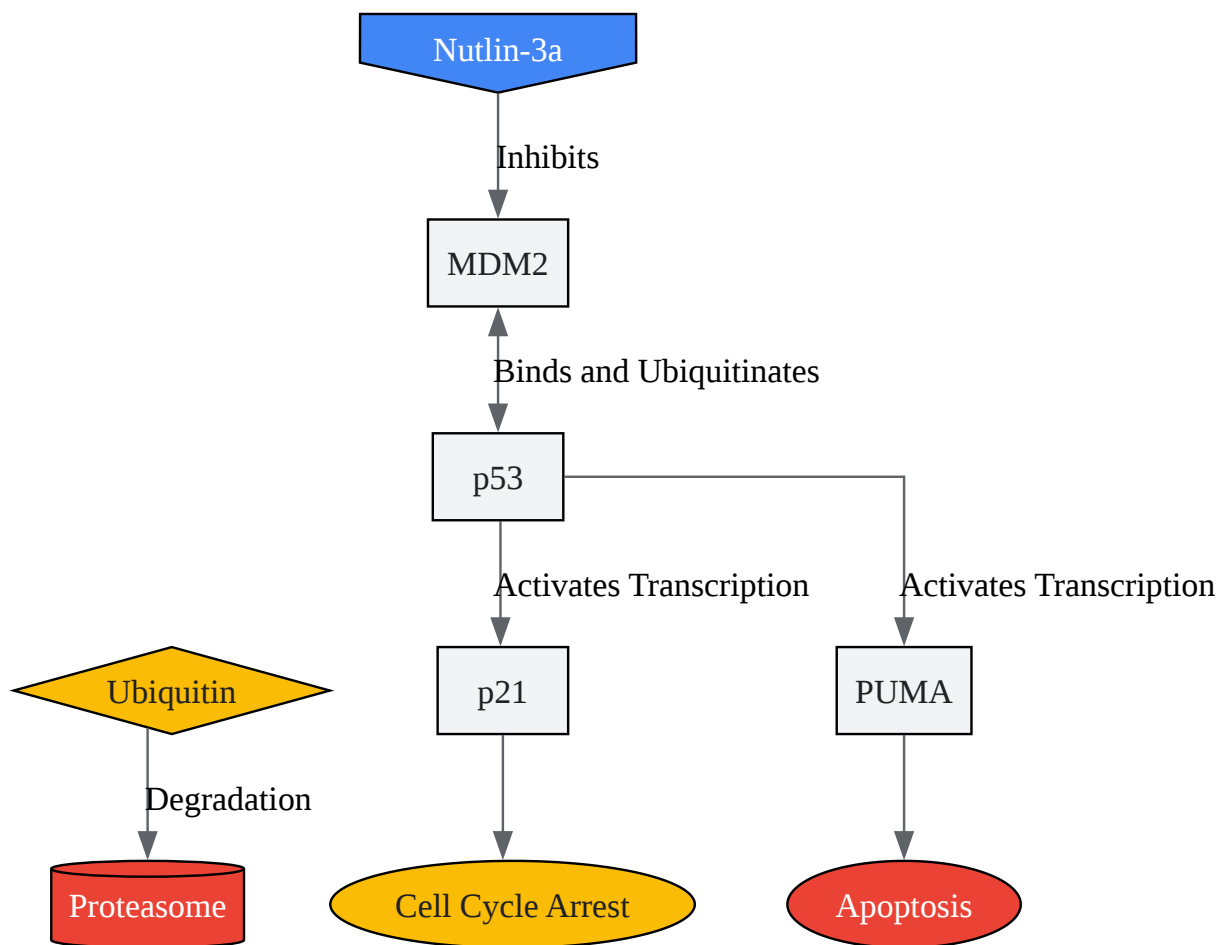 Nutlin-3a
Inhibits
MDM2
Binds and Ubiquitinates
p53
Activates Transcription
Activates Transcription
Ubiquitin
p21
PUMA
Degradation
Proteasome
Cell Cycle Arrest
Apoptosis